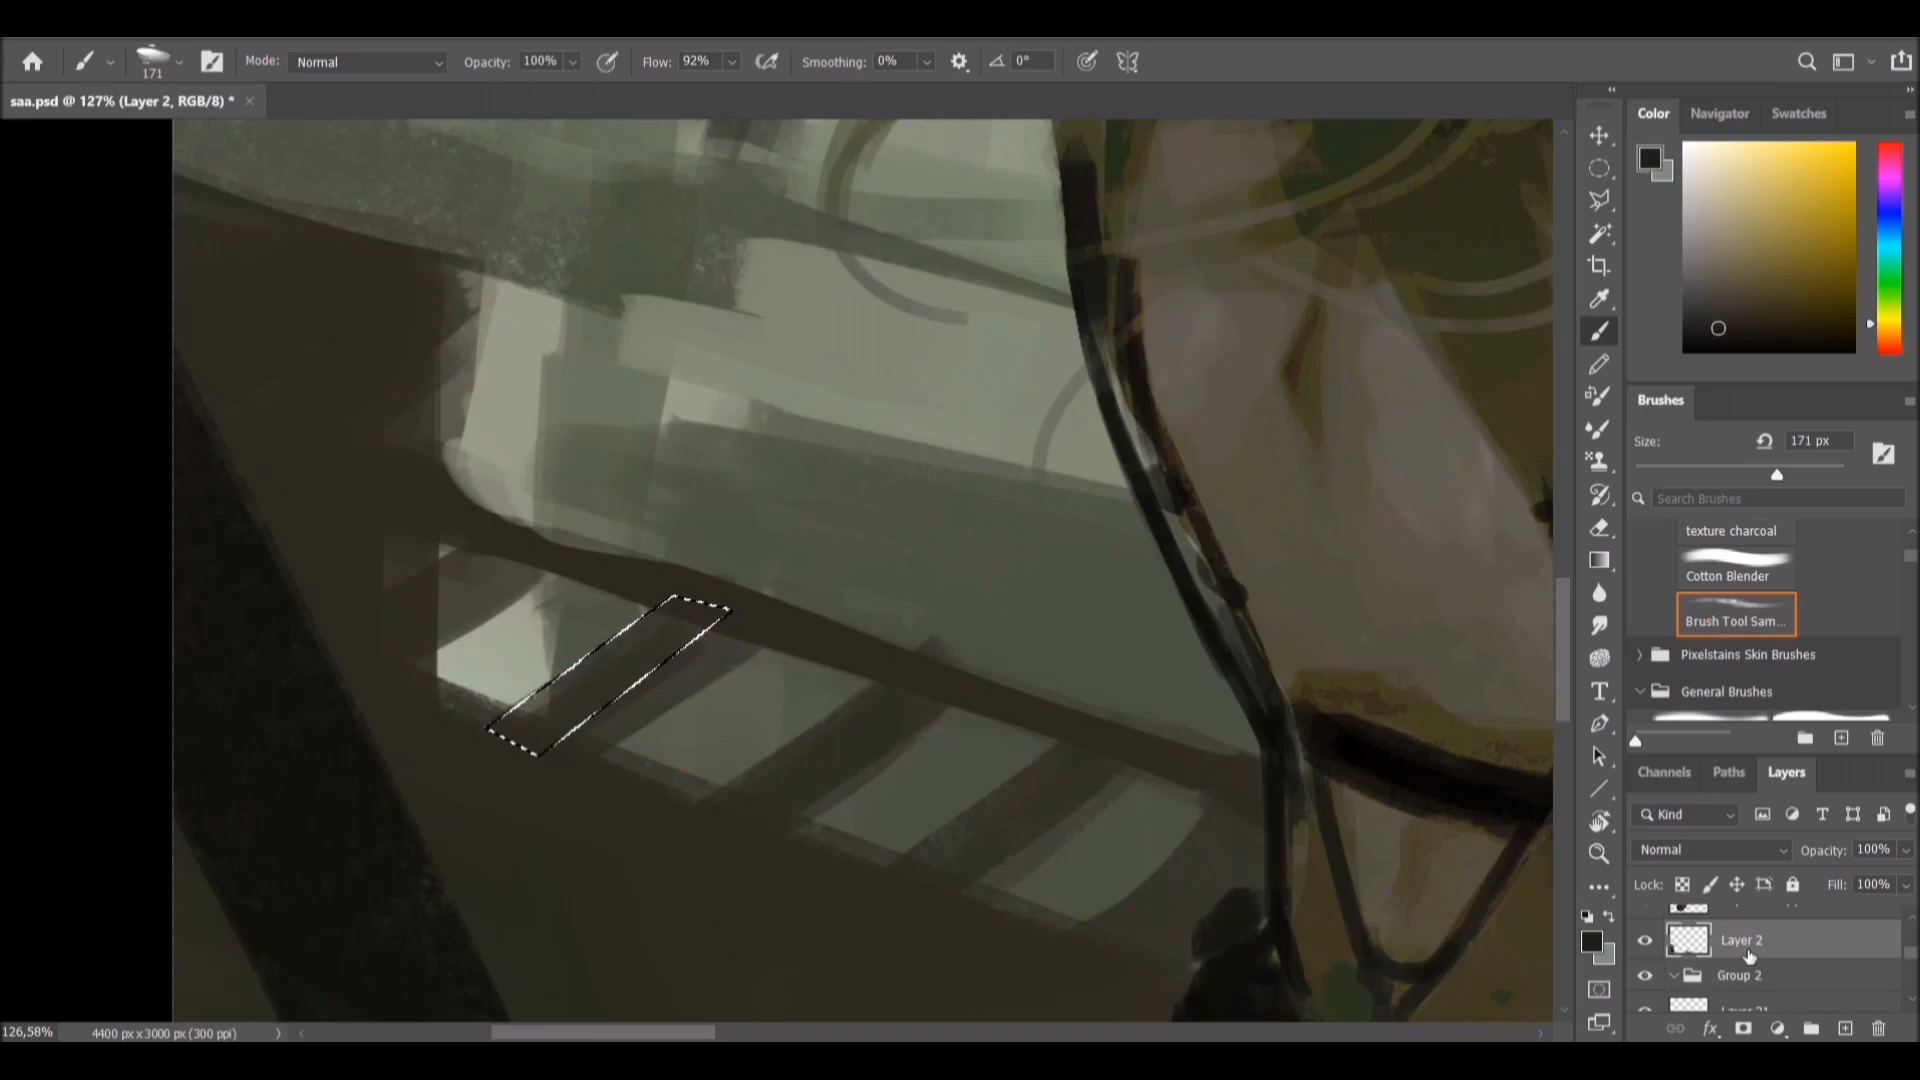 171
Mode: Normal Opacity: 100% Flow: 92% Smoothing: 0% 0°
saa.psd @ 127% (Layer 2, RGB/8) *
Color Navigator Swatches
Brushes
Size: 171 px
Search Brushes
texture charcoal
Cotton Blender
Brush Tool Sam...
Pixelstains Skin Brushes
General Brushes
Channels Paths Layers
Kind
Normal Opacity: 100%
Lock: Fill: 100%
Layer 2
Group 2
126,58% 4400 px x 3000 px (300 ppi)